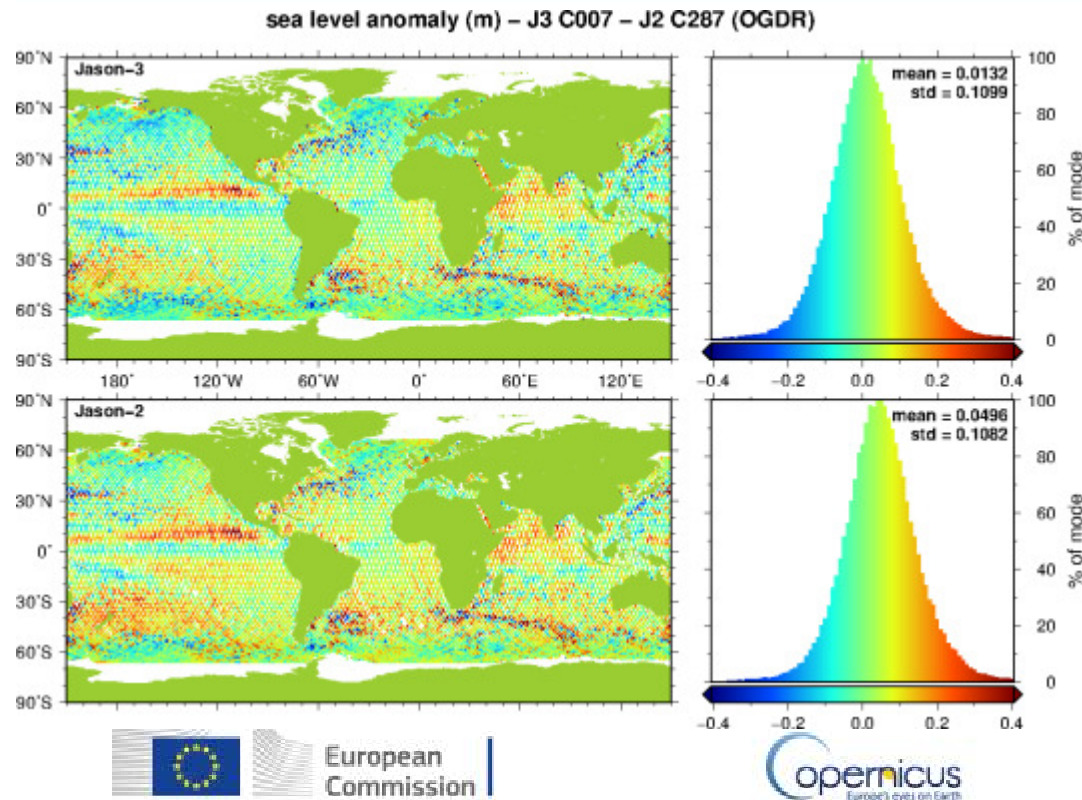 sea level anomaly (m) – J3 C007 – J2 C287 (OGDR)
90˚N
60˚N
30˚N
0˚
30˚S
60˚S
90˚S
Jason–3
180˚ 120˚W 60˚W 0˚ 60˚E 120˚E
mean = 0.0132
std = 0.1099
100
80
60
40
20
0
% of mode
−0.4 −0.2 0.0 0.2 0.4
90˚N
60˚N
30˚N
0˚
30˚S
60˚S
90˚S
Jason–2
mean = 0.0496
std = 0.1082
100
80
60
40
20
0
% of mode
−0.4 −0.2 0.0 0.2 0.4
European
Commission
opernicus
Europe's eyes on Earth